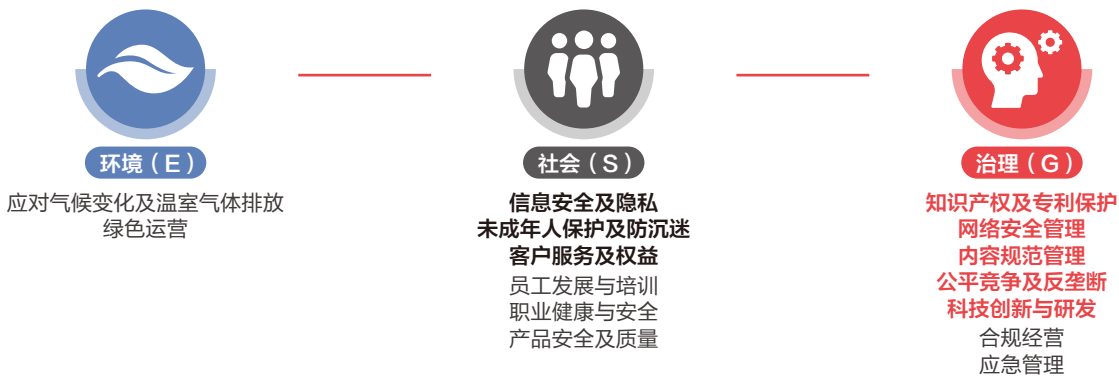 环境（E）
应对气候变化及温室气体排放
绿色运营
社会（S）
信息安全及隐私
未成年人保护及防沉迷
客户服务及权益
员工发展与培训
职业健康与安全
产品安全及质量
治理（G）
知识产权及专利保护
网络安全管理
内容规范管理
公平竞争及反垄断
科技创新与研发
合规经营
应急管理